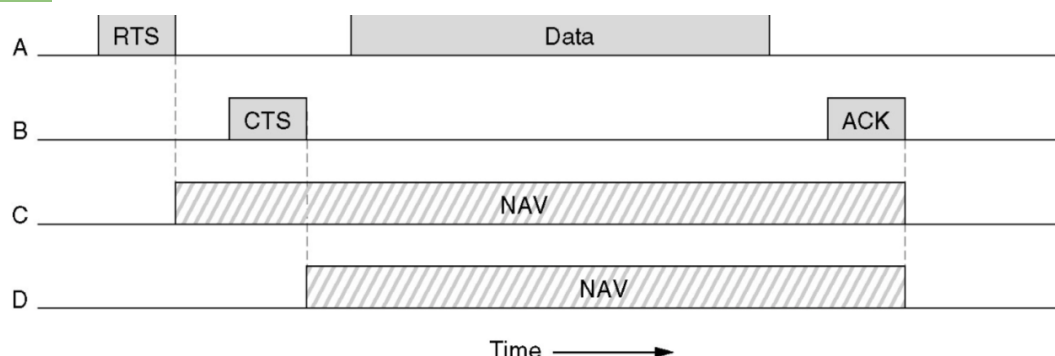 A RTS Data
B CTS ACK
C NAV
D NAV
Time